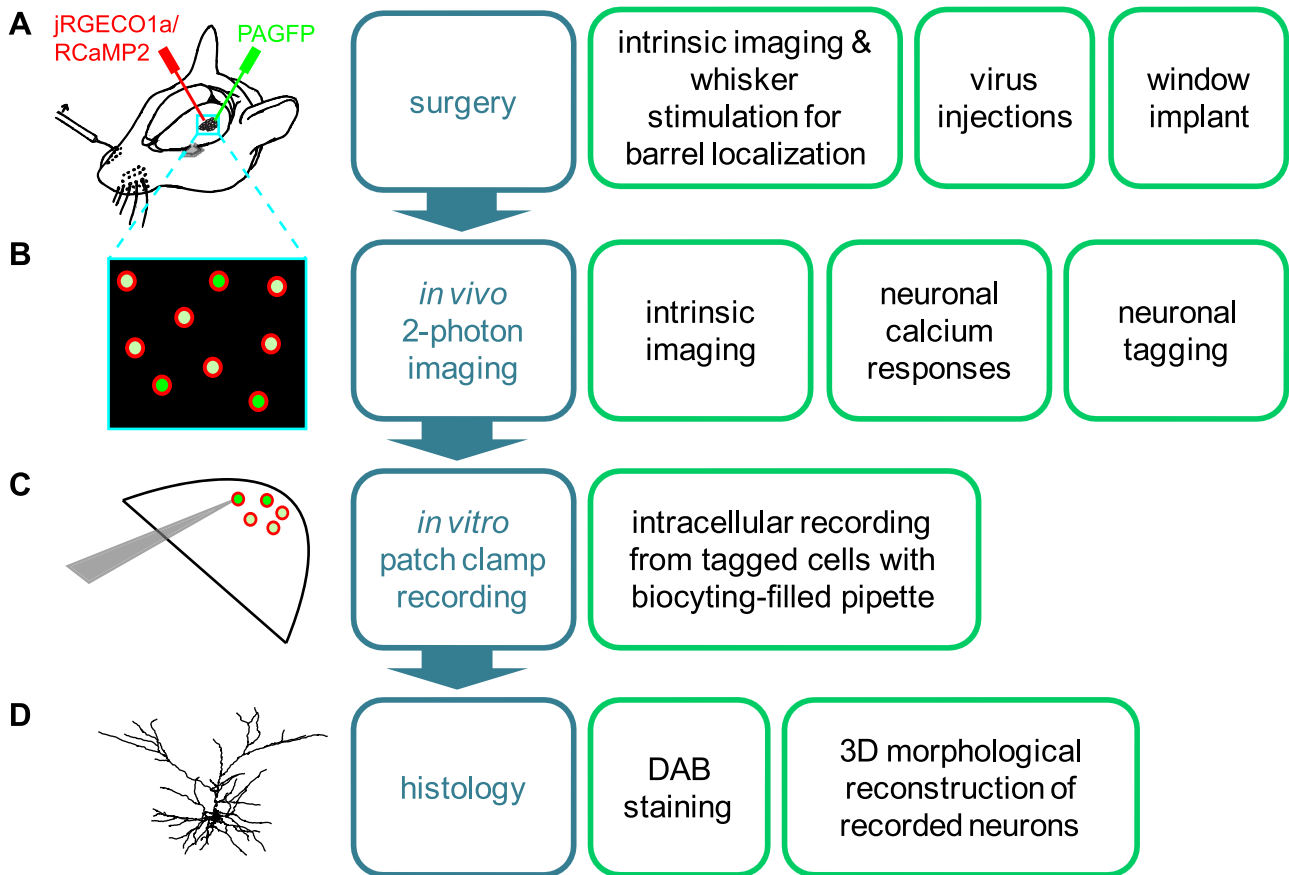 A
jRGECO1a/
RCaMP2
PAGFP
surgery
intrinsic imaging &
whisker
stimulation for
barrel localization
virus
injections
window
implant
B
in vivo
2-photon
imaging
intrinsic
imaging
neuronal
calcium
responses
neuronal
tagging
C
in vitro
patch clamp
recording
intracellular recording
from tagged cells with
biocyting-filled pipette
D
histology
DAB
staining
3D morphological
reconstruction of
recorded neurons